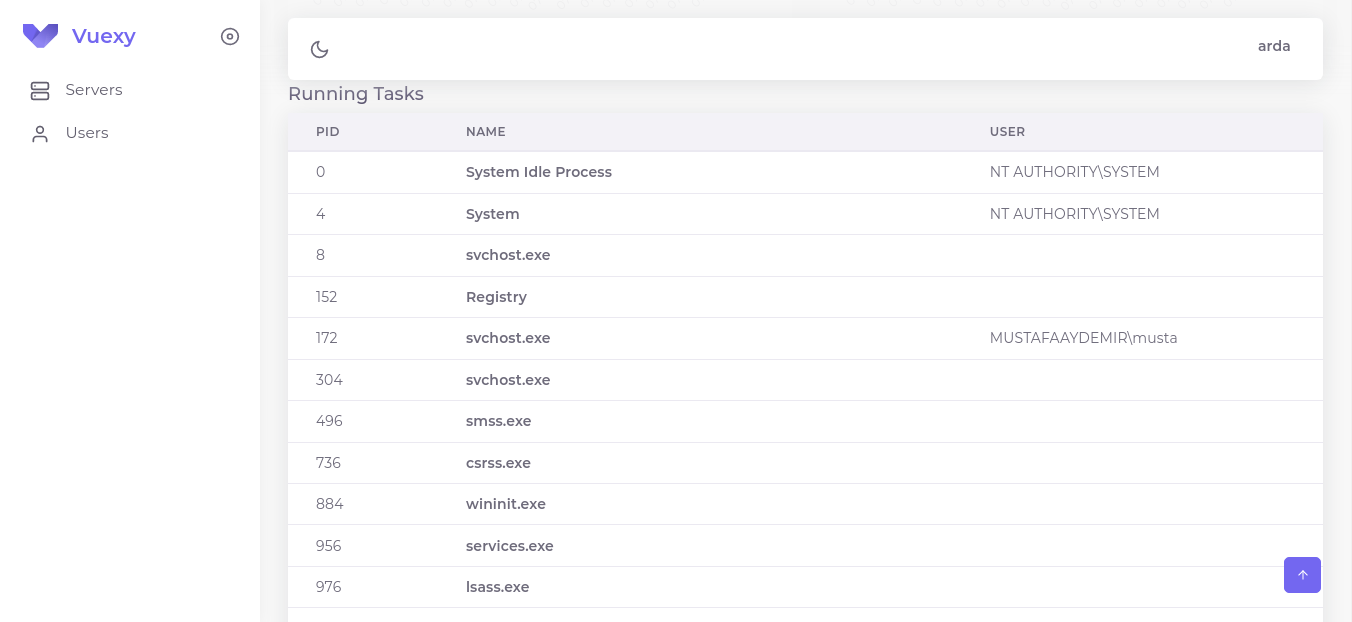 Vuexy
Servers
Users
arda
Running Tasks
PID NAME USER
0 System Idle Process NT AUTHORITY\SYSTEM
4 System NT AUTHORITY\SYSTEM
8 svchost.exe
152 Registry
172 svchost.exe MUSTAFAAYDEMIR\musta
304 svchost.exe
496 smss.exe
736 csrss.exe
884 wininit.exe
956 services.exe
976 lsass.exe